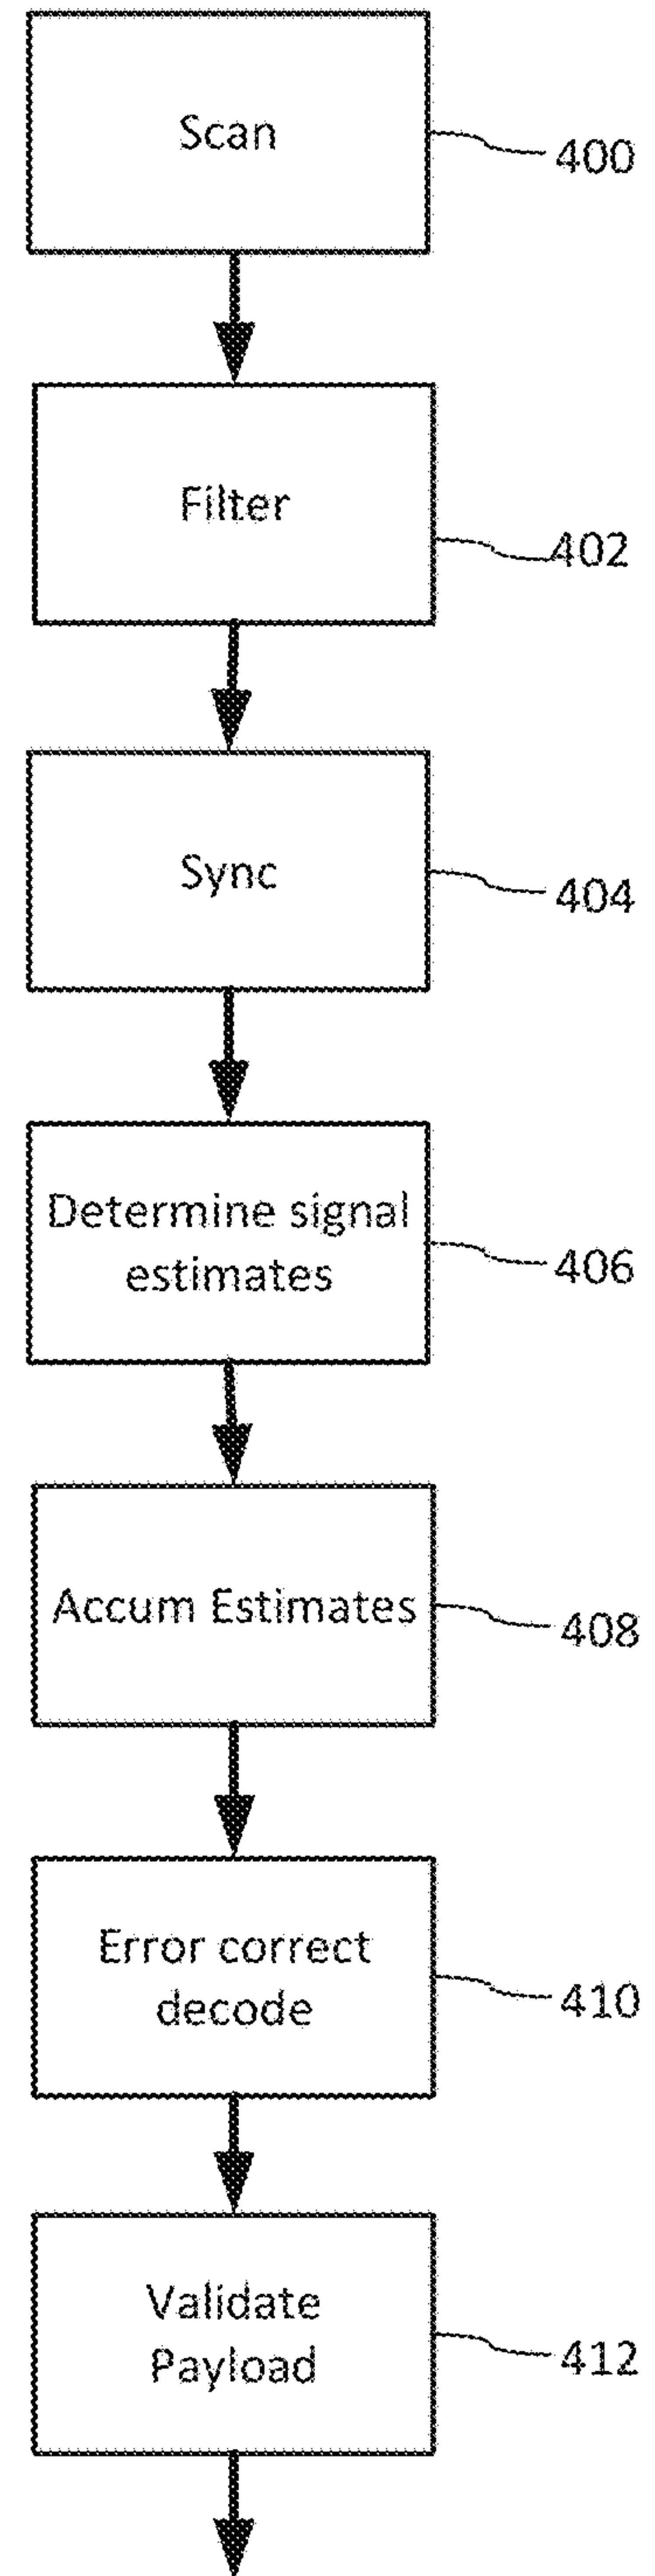 Scan
400
Filter
402
Sync
404
Determine signal
estimates
406
Accum Estimates
408
Error correct
decode
410
Validate
Payload
412